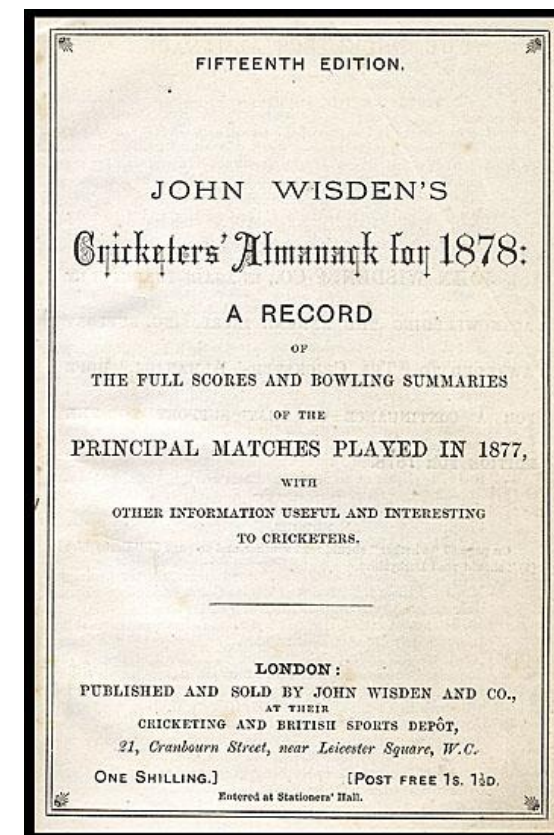 FIFTEENTH EDITION.
JOHN WISDEN'S
Cricketers' Almanack for 1878:
A RECORD
OF
THE FULL SCORES AND BOWLING SUMMARIES
OF THE
PRINCIPAL MATCHES PLAYED IN 1877,
WITH
OTHER INFORMATION USEFUL AND INTERESTING
TO CRICKETERS.
LONDON:
PUBLISHED AND SOLD BY JOHN WISDEN AND CO.,
AT THEIR
CRICKETING AND BRITISH SPORTS DEPÔT,
21, Cranbourn Street, near Leicester Square, W.C.
ONE SHILLING.] [POST FREE 1S. 1½D.
Entered at Stationers' Hall.